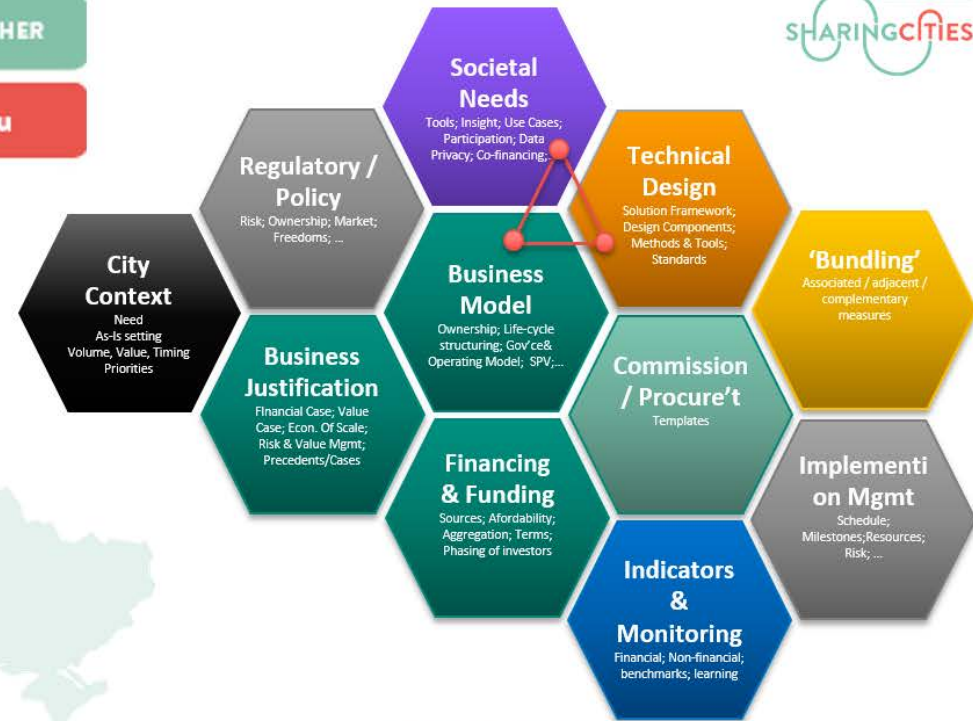 HER
u
SHARINGCITIES
Societal
Needs
Tools; Insight; Use Cases;
Participation; Data
Privacy; Co-financing;
Regulatory /
Policy
Risk; Ownership; Market;
Freedoms; ...
Technical
Design
Solution Framework;
Design Components;
Methods & Tools;
Standards
City
Context
Need
As-Is setting
Volume, Value, Timing
Priorities
Business
Model
Ownership; Life-cycle
structuring; Gov'ce&
Operating Model; SPV;...
'Bundling'
Associated / adjacent /
complementary
measures
Business
Justification
FInancial Case; Value
Case; Econ. Of Scale;
Risk & Value Mgmt;
Precedents/Cases
Commission
/ Procure't
Templates
Financing
& Funding
Sources; Afordability;
Aggregation; Terms;
Phasing of investors
Implementi
on Mgmt
Schedule;
Milestones;Resources;
Risk; ...
Indicators
&
Monitoring
Financial; Non-financial;
benchmarks; learning